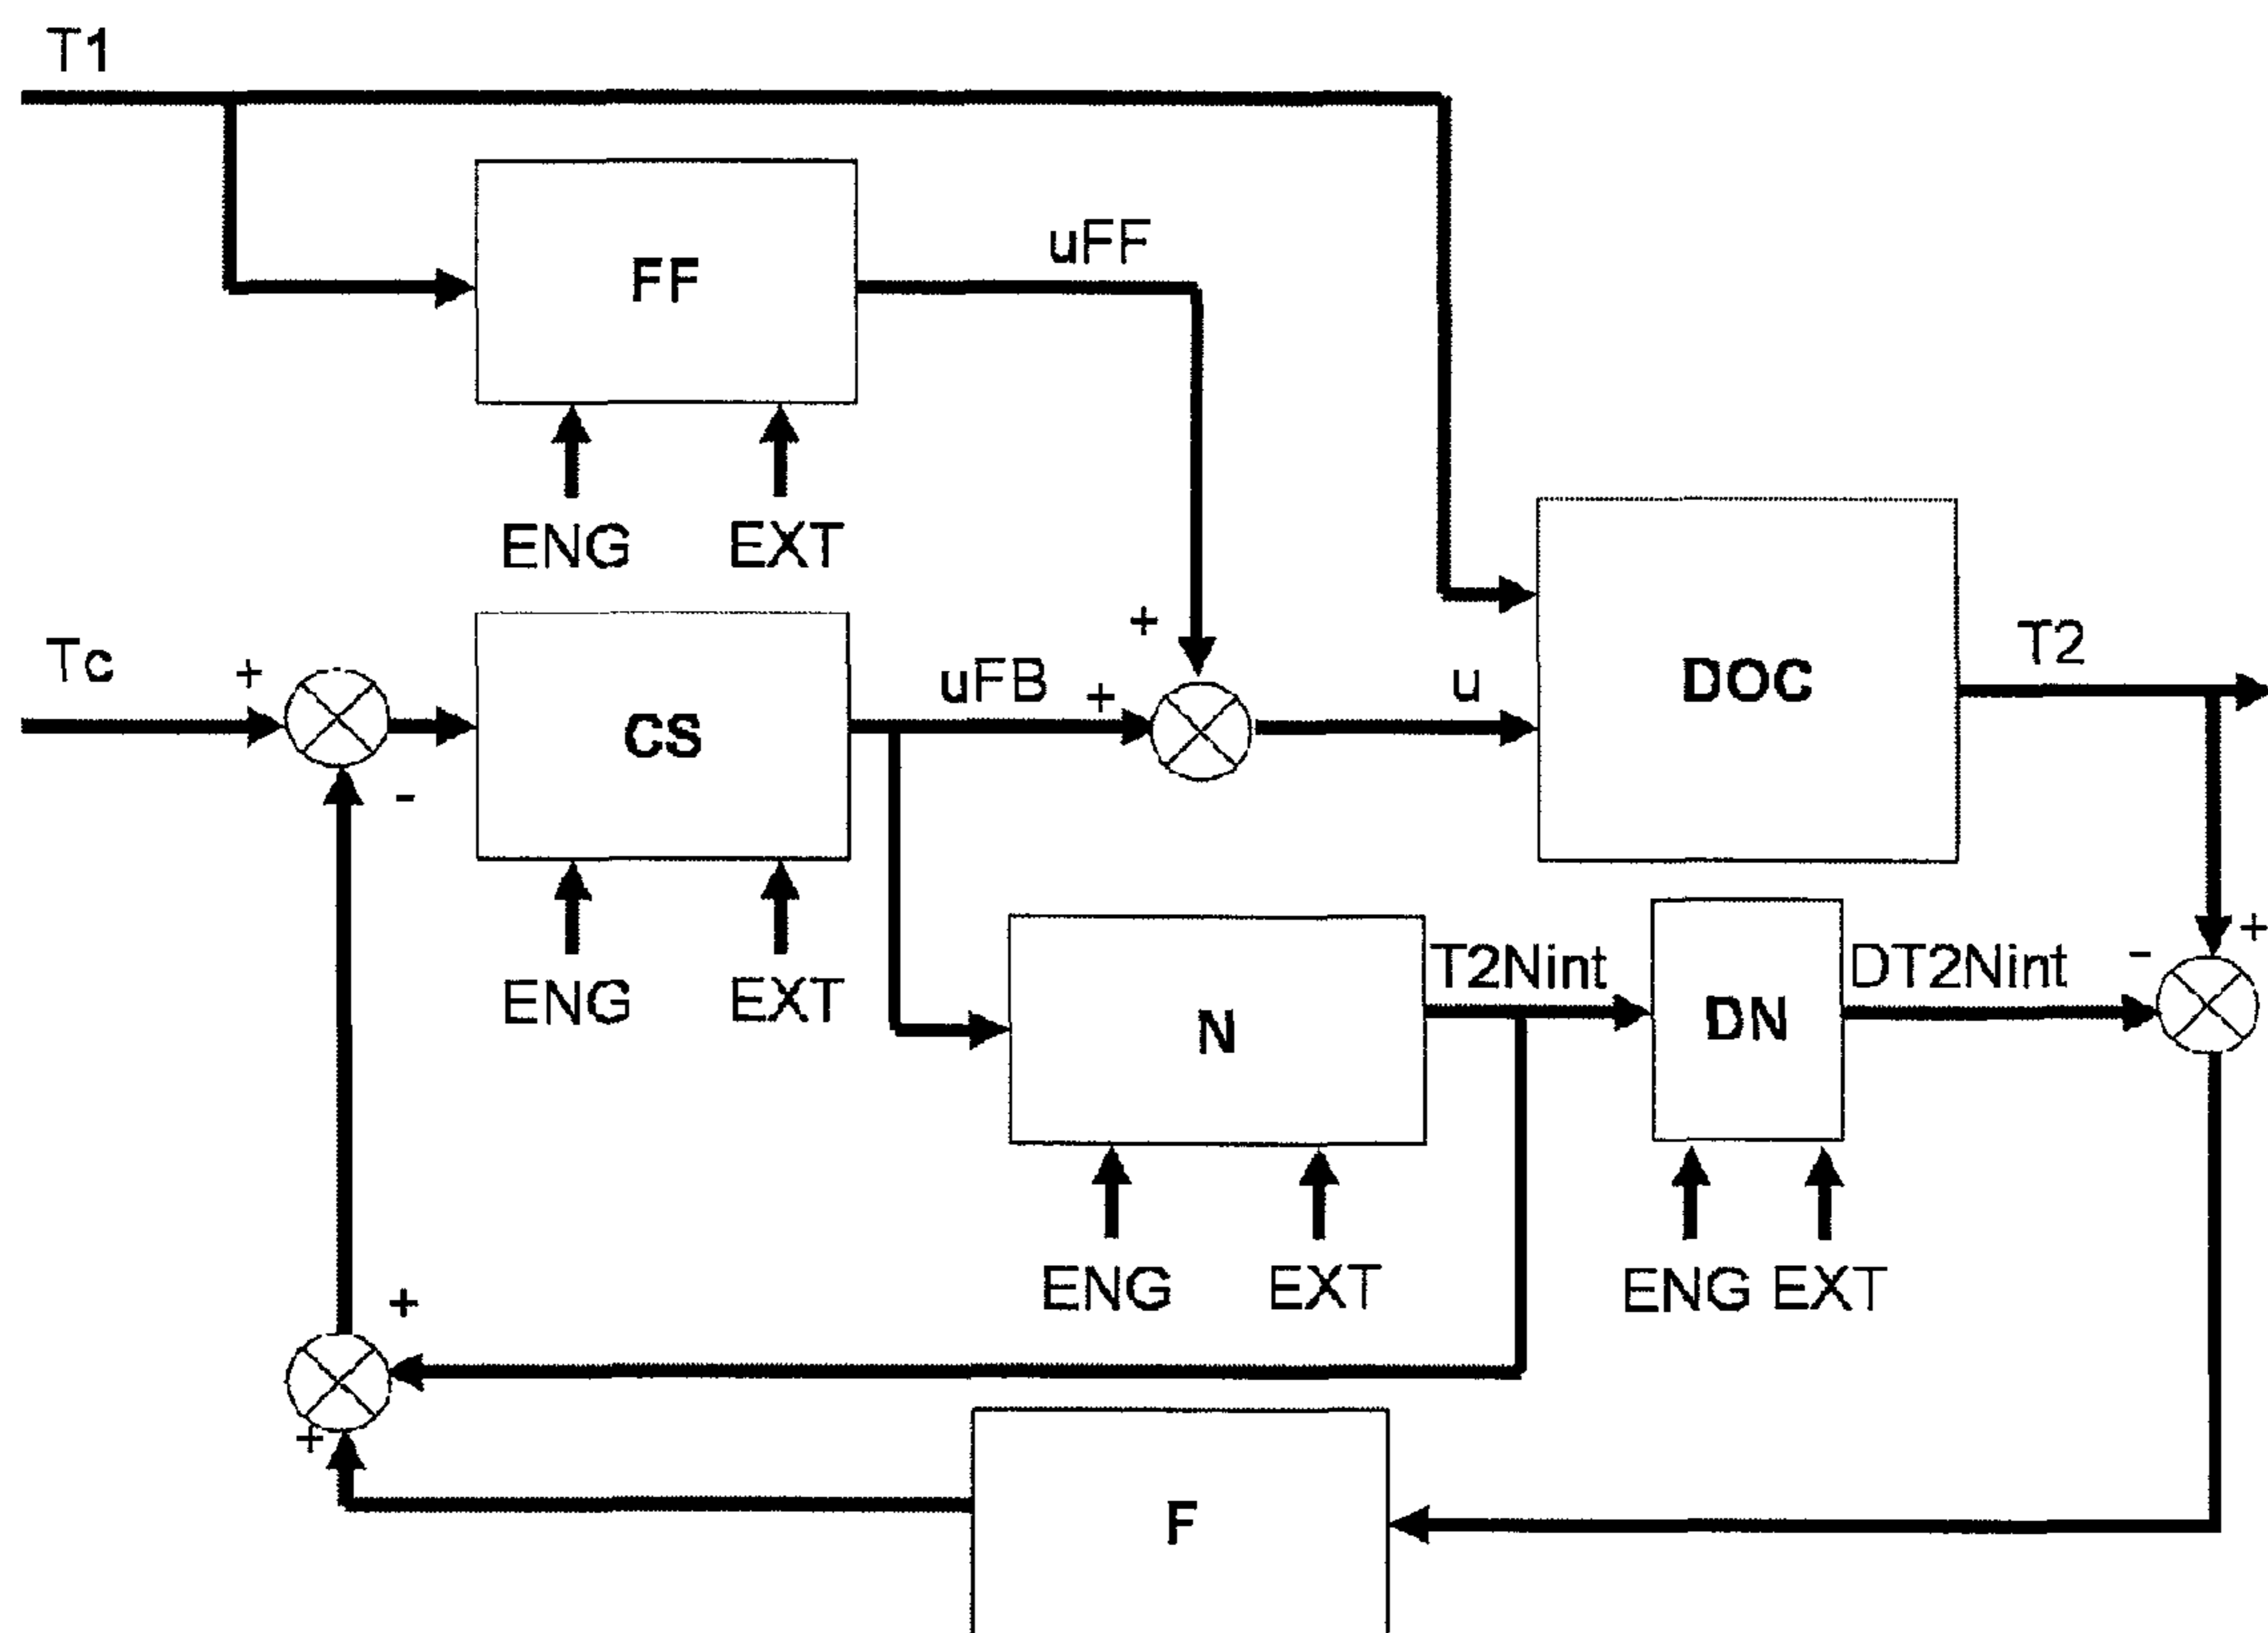 T1
FF
uFF
ENG EXT
Tc
+
CS
uFB
+
+
u
DOC
T2
-
ENG EXT
N
T2Nint
DN
DT2Nint
-
+
ENG EXT
ENG EXT
+
+
F